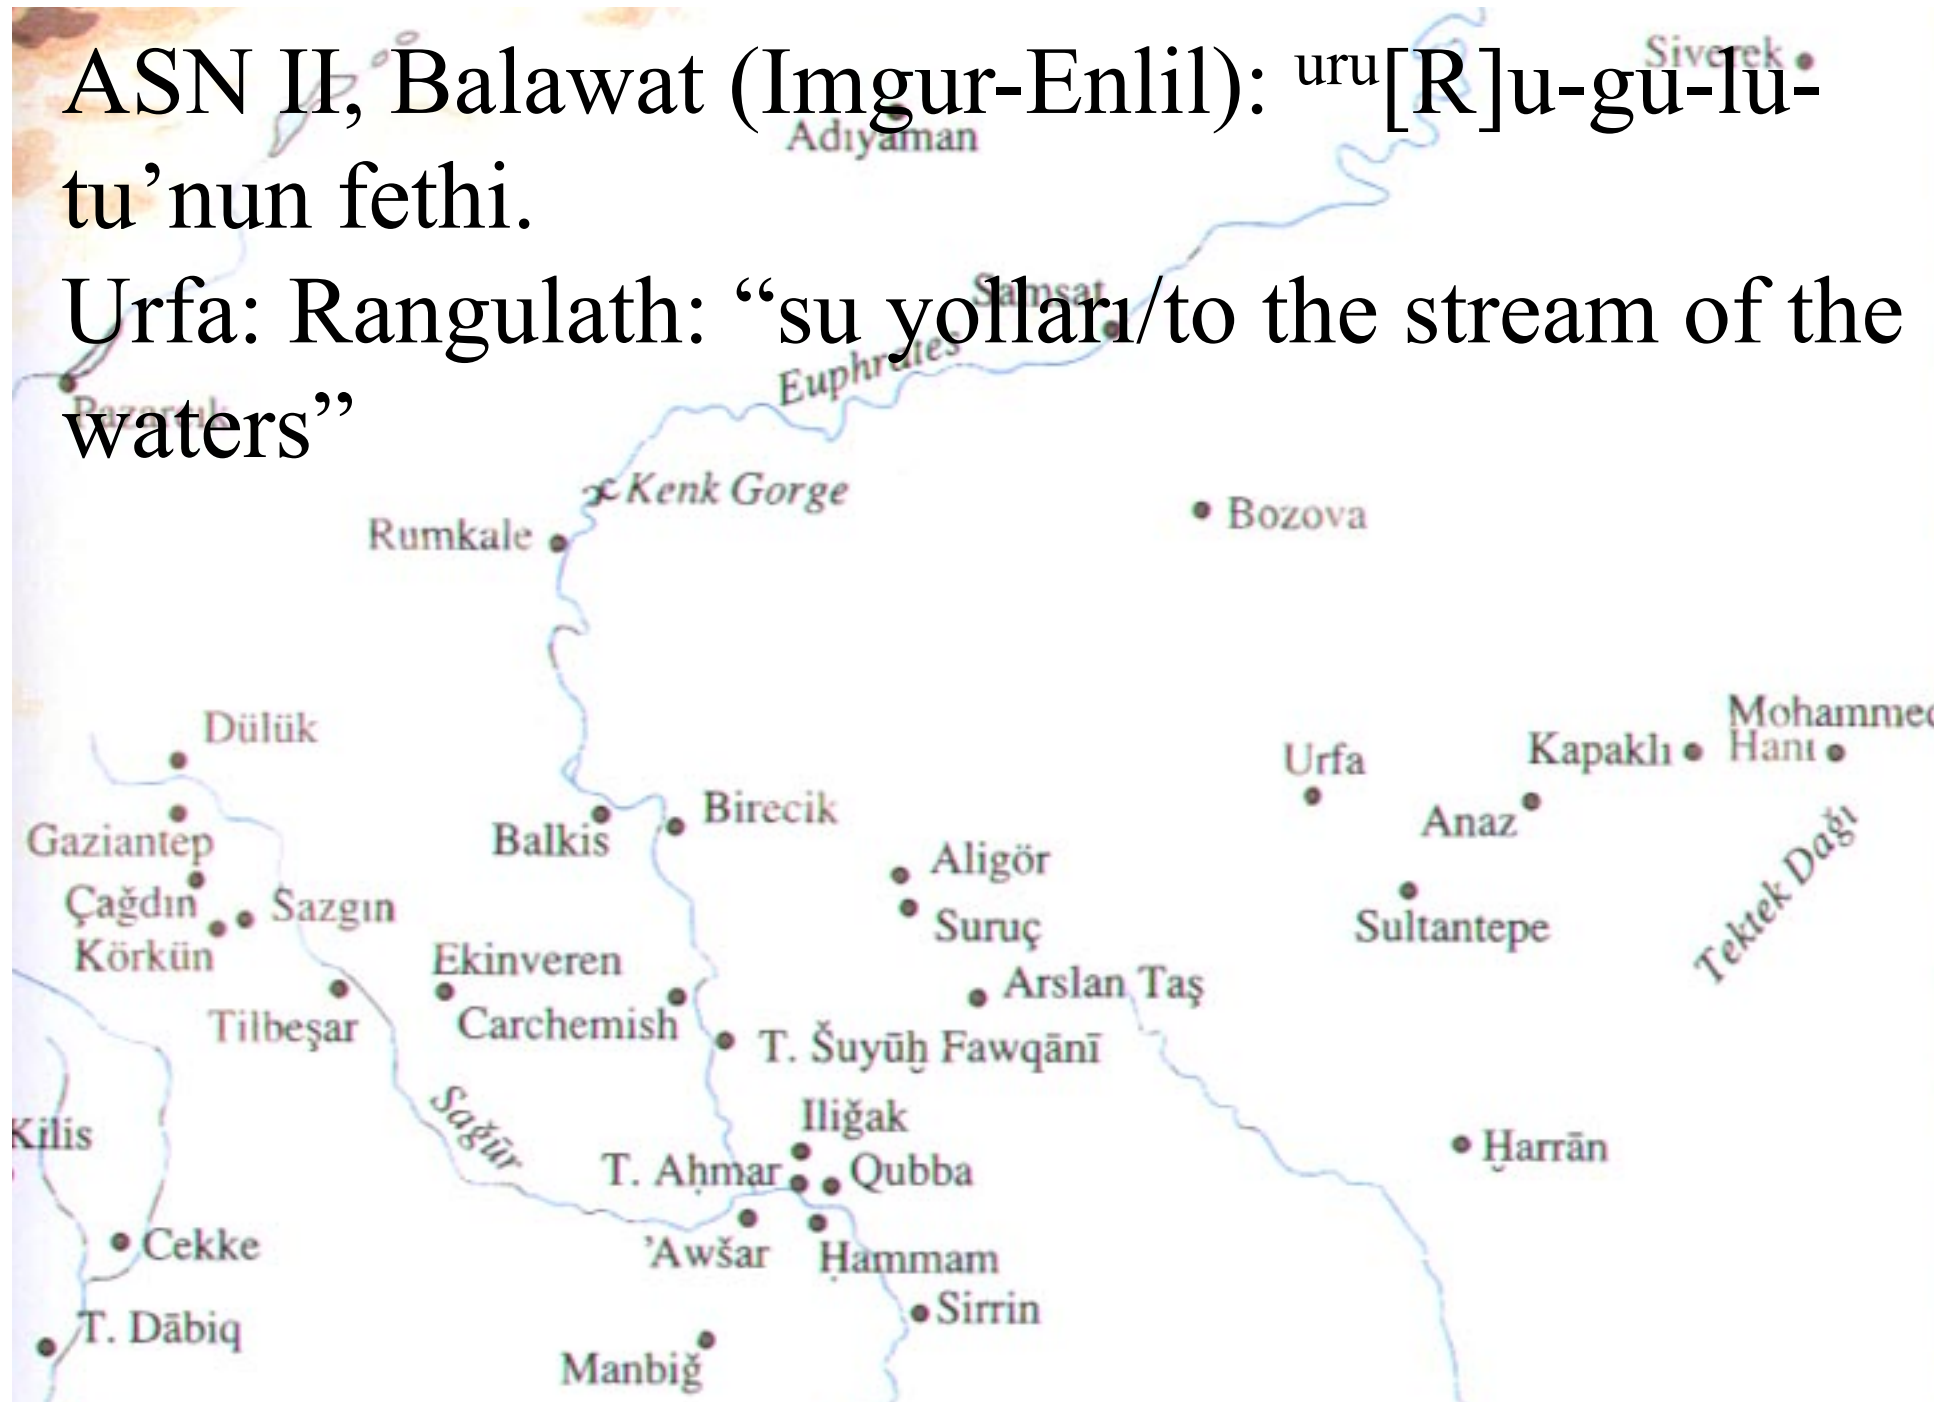 ASN II, Balawat (Imgur-Enlil): uru[R]u-gu-lu-
tu’nun fethi.
Urfa: Rangulath: “su yolları/to the stream of the
waters”
Siverek
Adıyaman
Samsat
Euphrates
Pazarcık
Kenk Gorge
Rumkale
Bozova
Dülük
Mohammed
Hanı
Kapaklı
Urfa
Anaz
Birecik
Balkis
Gaziantep
Aligör
Çağdın
Sazgın
Suruç
Sultantepe
Tektek Dağı
Körkün
Ekinveren
Arslan Taş
Tilbeşar
Carchemish
T. Šuyūḫ Fawqānī
Sağūr
Iliğak
Kilis
T. Aḥmar
Qubba
Ḫarrān
Cekke
’Awšar
Ḥammam
Sirrin
T. Dābiq
Manbiğ